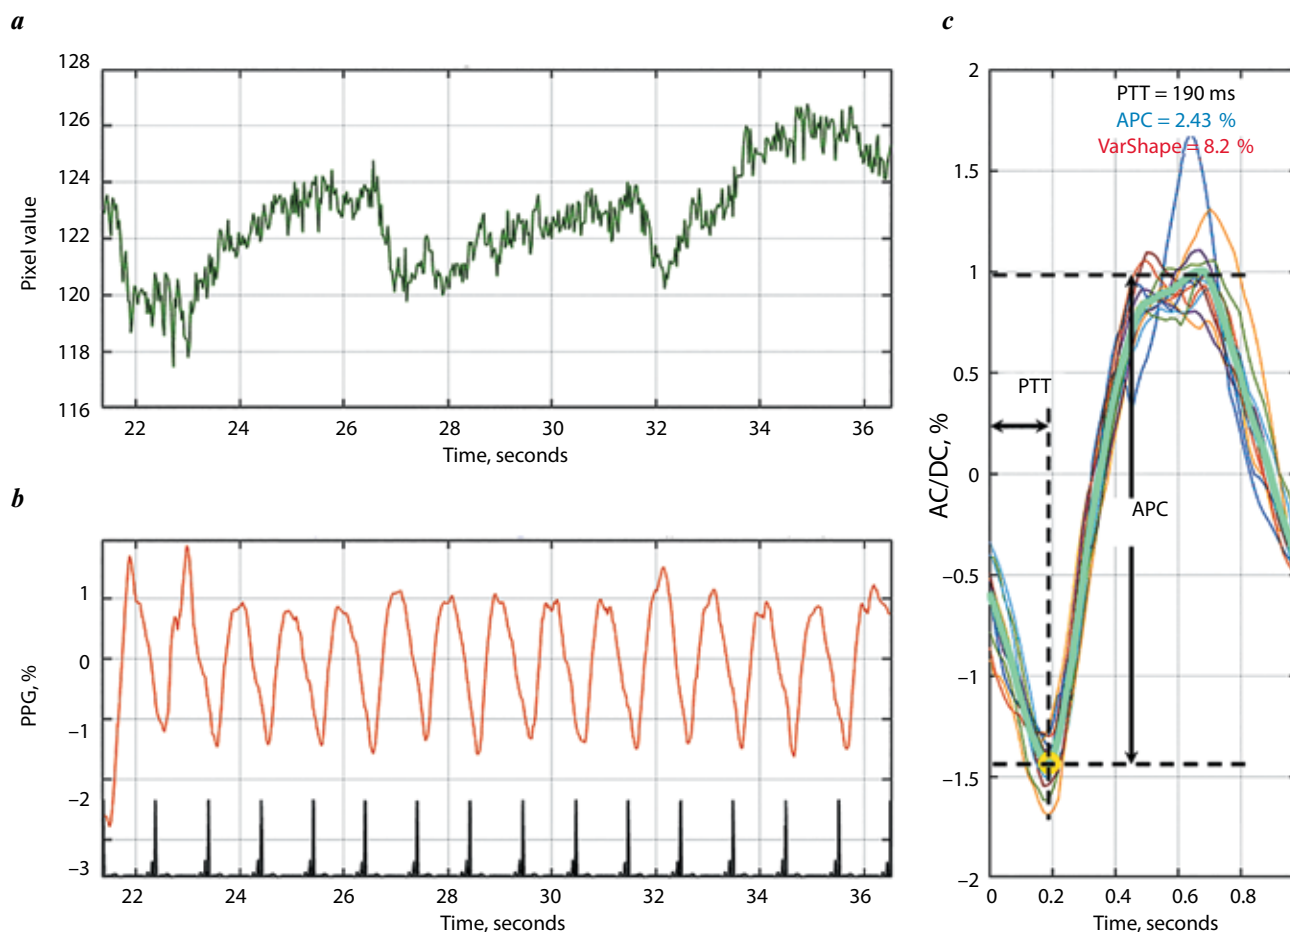 a
128
126
124
122
120
118
116
Pixel value
22 24 26 28 30 32 34 36
Time, seconds
b
1
0
−1
−2
−3
PPG, %
22 24 26 28 30 32 34 36
Time, seconds
c
2
1.5
1
0.5
0
−0.5
−1
−1.5
−2
AC/DC, %
PTT = 190 ms
APC = 2.43 %
VarShape = 8.2 %
PTT
APC
0 0.2 0.4 0.6 0.8
Time, seconds